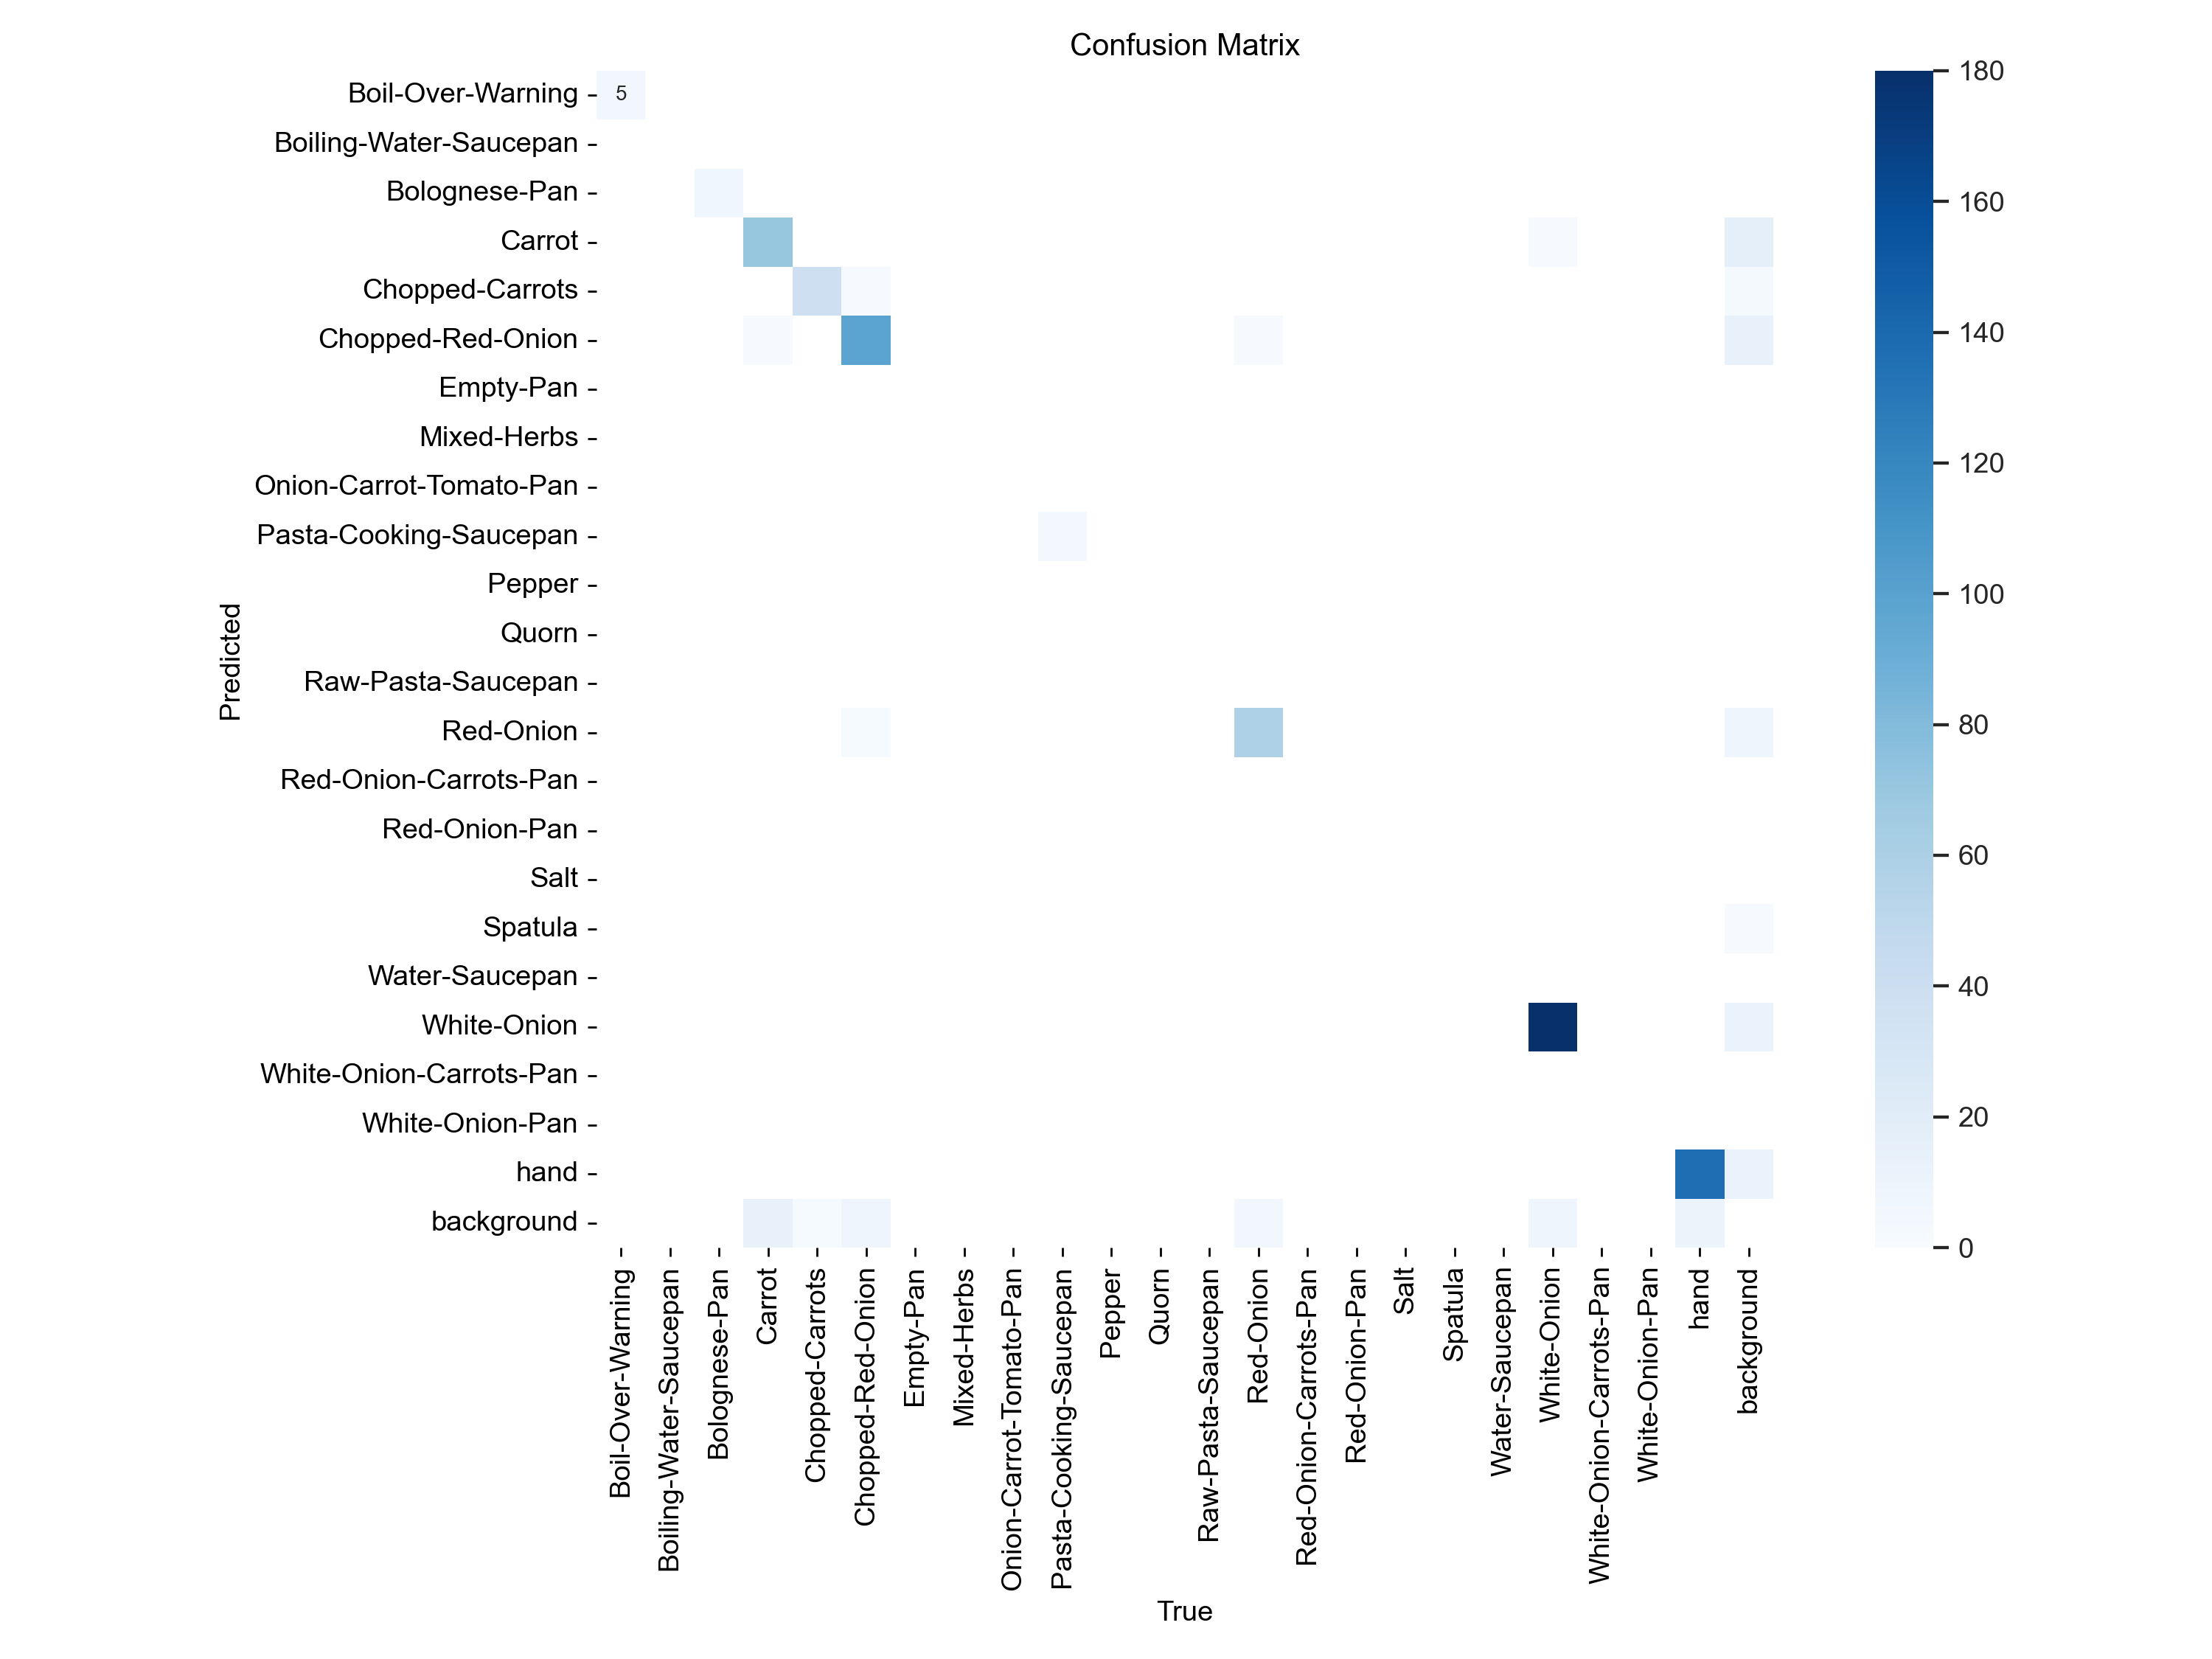 Confusion Matrix
Boil-Over-Warning
5
Boiling-Water-Saucepan
Bolognese-Pan
Carrot
Chopped-Carrots
Chopped-Red-Onion
Empty-Pan
Mixed-Herbs
Onion-Carrot-Tomato-Pan
Pasta-Cooking-Saucepan
Pepper
Quorn
Raw-Pasta-Saucepan
Red-Onion
Red-Onion-Carrots-Pan
Red-Onion-Pan
Salt
Spatula
Water-Saucepan
White-Onion
White-Onion-Carrots-Pan
White-Onion-Pan
hand
background
Predicted
Boil-Over-Warning
Boiling-Water-Saucepan
Bolognese-Pan
Carrot
Chopped-Carrots
Chopped-Red-Onion
Empty-Pan
Mixed-Herbs
Onion-Carrot-Tomato-Pan
Pasta-Cooking-Saucepan
Pepper
Quorn
Raw-Pasta-Saucepan
Red-Onion
Red-Onion-Carrots-Pan
Red-Onion-Pan
Salt
Spatula
Water-Saucepan
White-Onion
White-Onion-Carrots-Pan
White-Onion-Pan
hand
background
True
180
160
140
120
100
80
60
40
20
0